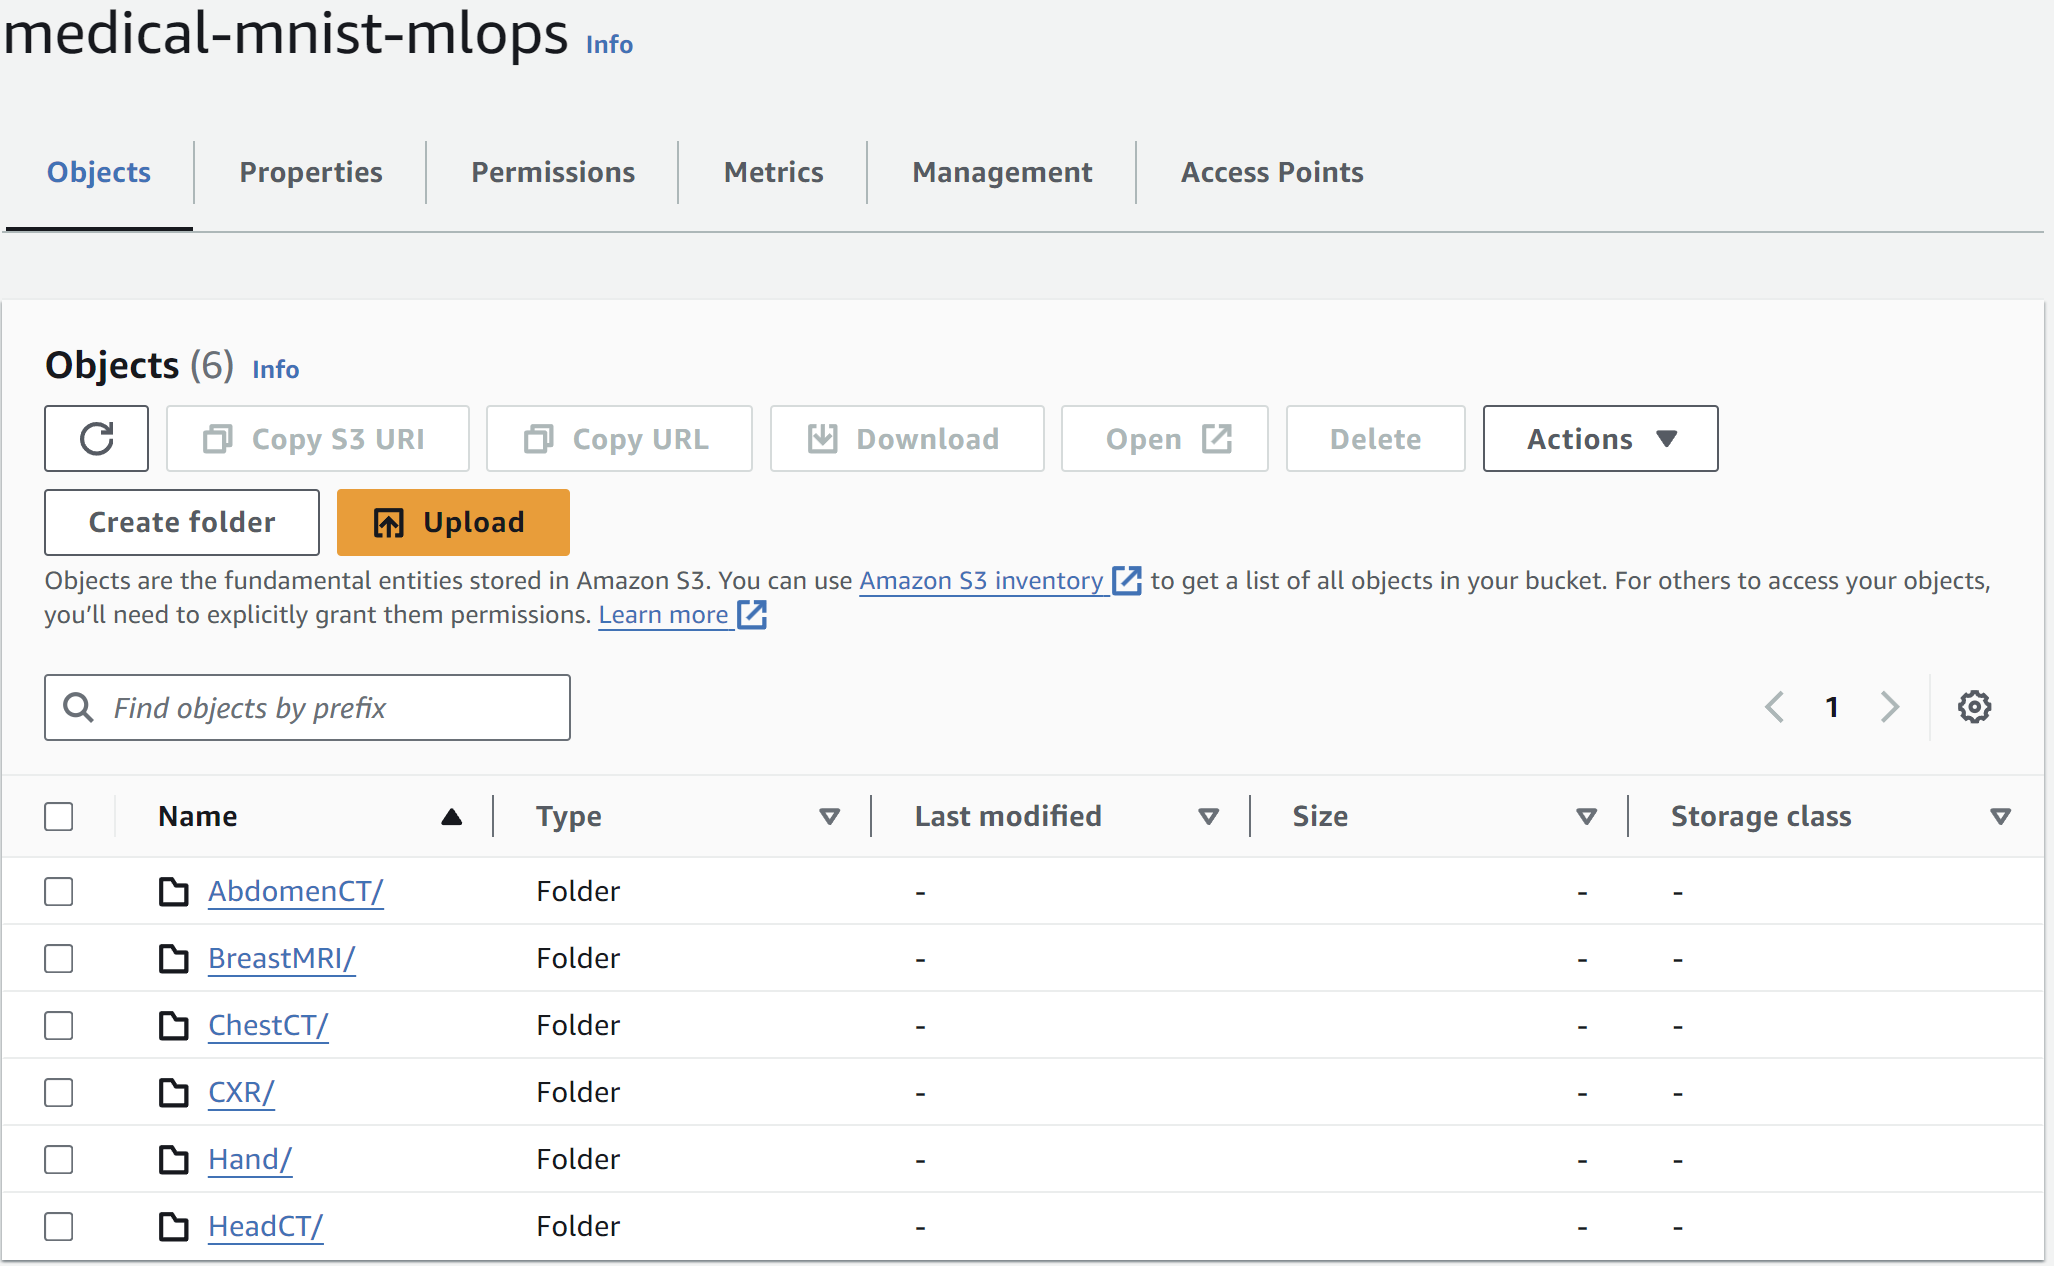 medical-mnist-mlops Info
Objects Properties Permissions Metrics Management Access Points
Objects (6) Info
Copy S3 URI Copy URL Download Open Delete Actions
Create folder Upload
Objects are the fundamental entities stored in Amazon S3. You can use Amazon S3 inventory to get a list of all objects in your bucket. For others to access your objects,
you’ll need to explicitly grant them permissions. Learn more
Find objects by prefix 1
Name Type Last modified Size Storage class
AbdomenCT/ Folder - - -
BreastMRI/ Folder - - -
ChestCT/ Folder - - -
CXR/ Folder - - -
Hand/ Folder - - -
HeadCT/ Folder - - -